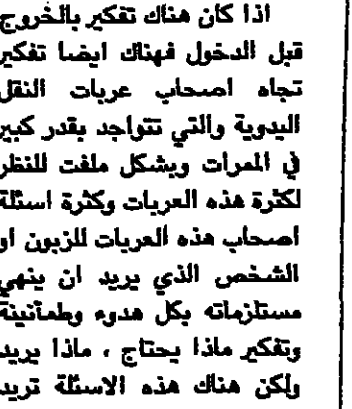 اذا كان هناك تفكير بالخروج
قبل الدخول فهناك ايضا تفكير
تجاه اصحاب عربات النقل
اليدوية والتي تتواجد بقدر كبير
في الممرات وبشكل ملفت للنظر
لكثرة هذه العربات وكثرة اسئلة
اصحاب هذه العربات للزبون او
الشخص الذي يريد ان ينهي
مستلزماته بكل هدوء وطمأنينة
وتفكير ماذا يحتاج ، ماذا يريد
ولكن هناك هذه الاسئلة تريد